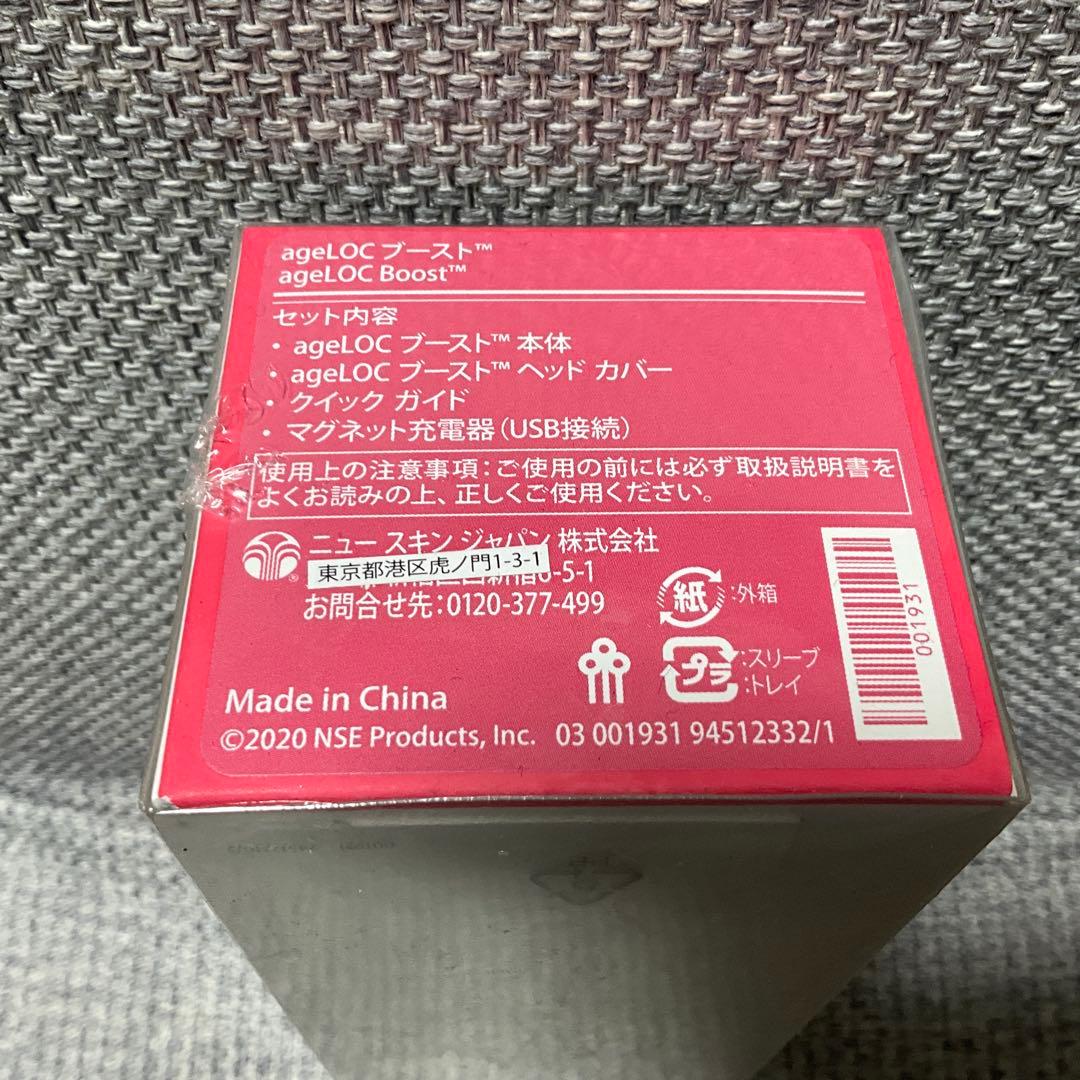 ageLOC ブースト™
ageLOC Boost™
セット内容
・ ageLOC ブースト™ 本体
・ ageLOC ブースト™ ヘッド カバー
・ クイック ガイド
・ マグネット充電器（USB接続）
使用上の注意事項：ご使用の前には必ず取扱説明書を
よくお読みの上、正しくご使用ください。
ニュー スキン ジャパン 株式会社
東京都港区虎ノ門1-3-1
-5-1
お問合せ先：0120-377-499
紙 ：外箱
プラ ：スリーブ
：トレイ
001931
Made in China
©2020 NSE Products, Inc. 03 001931 94512332/1